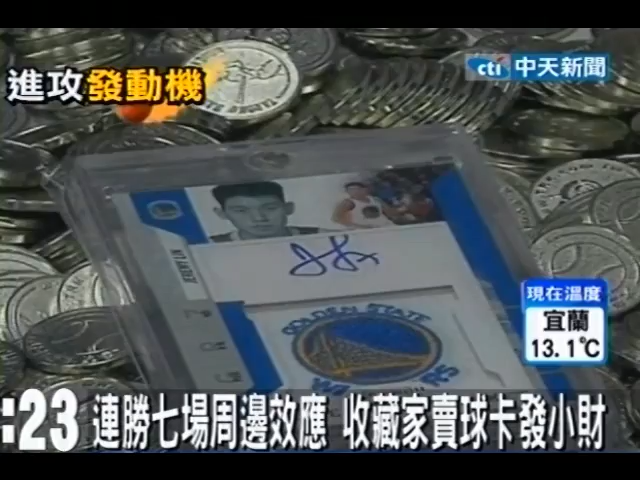 進攻發動機
cti 中天新聞
JEREMY LIN
GOLDEN STATE
WARRIORS
現在溫度
宜蘭
13.1°C
:23
連勝七場周邊效應 收藏家賣球卡發小財